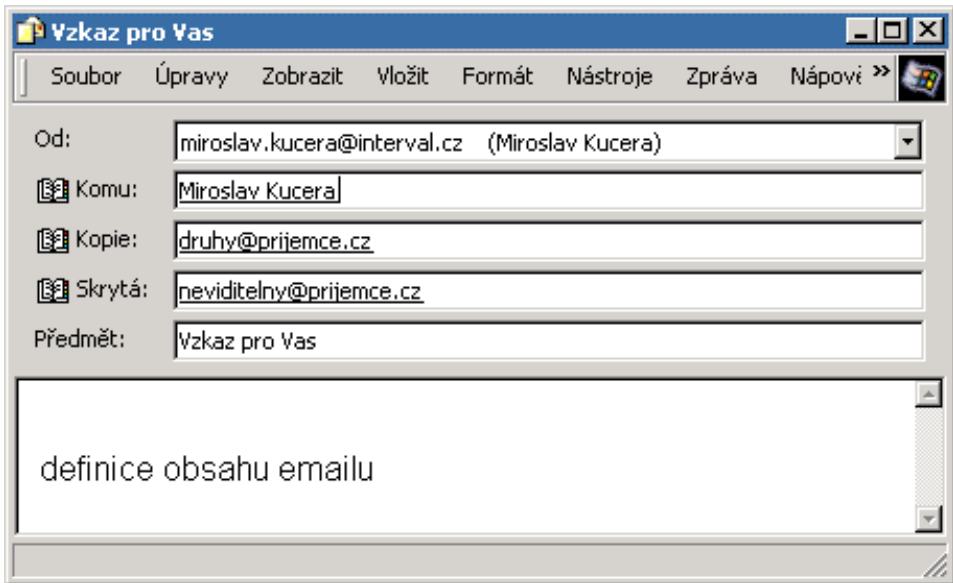 Vzkaz pro Vas
Soubor Úpravy Zobrazit Vložit Formát Nástroje Zpráva Nápově »
Od: miroslav.kucera@interval.cz (Miroslav Kucera)
Komu: Miroslav Kucera
Kopie: druhy@prijemce.cz
Skrytá: neviditelny@prijemce.cz
Předmět: Vzkaz pro Vas
definice obsahu emailu